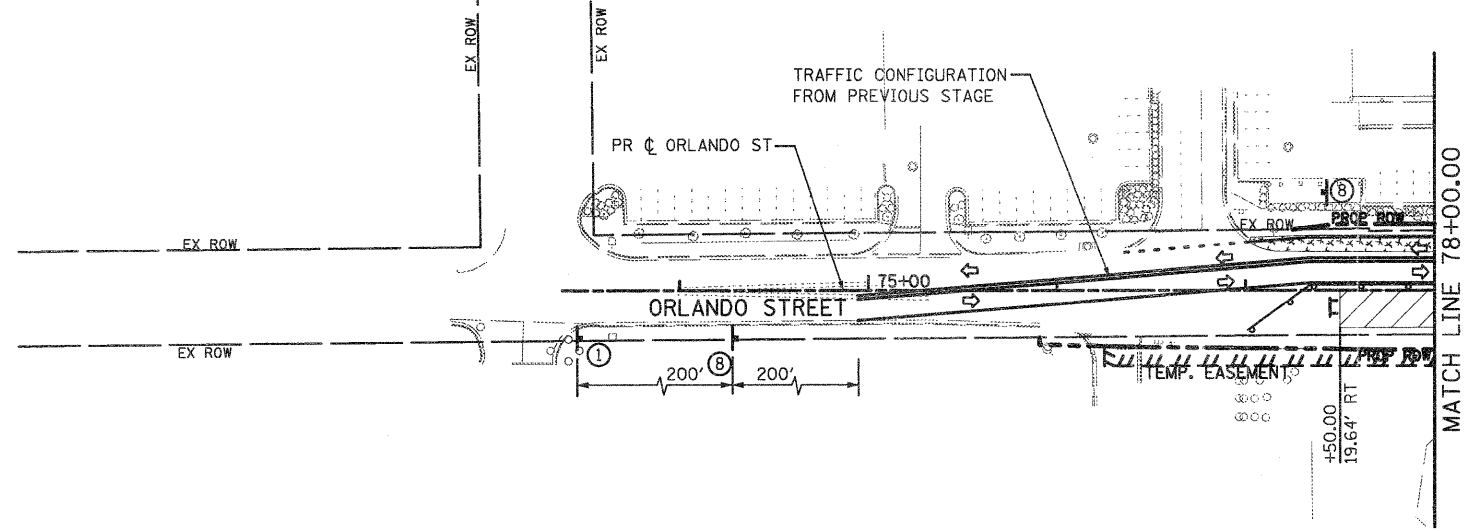 EX ROW
EX ROW
TRAFFIC CONFIGURATION
FROM PREVIOUS STAGE
PR ℄ ORLANDO ST
8
EX ROW
PROP ROW
EX ROW
75+00
ORLANDO STREET
EX ROW
1
8
200'
200'
PROP ROW
TEMP. EASEMENT
+50.00
19.64' RT
MATCH LINE 78+00.00